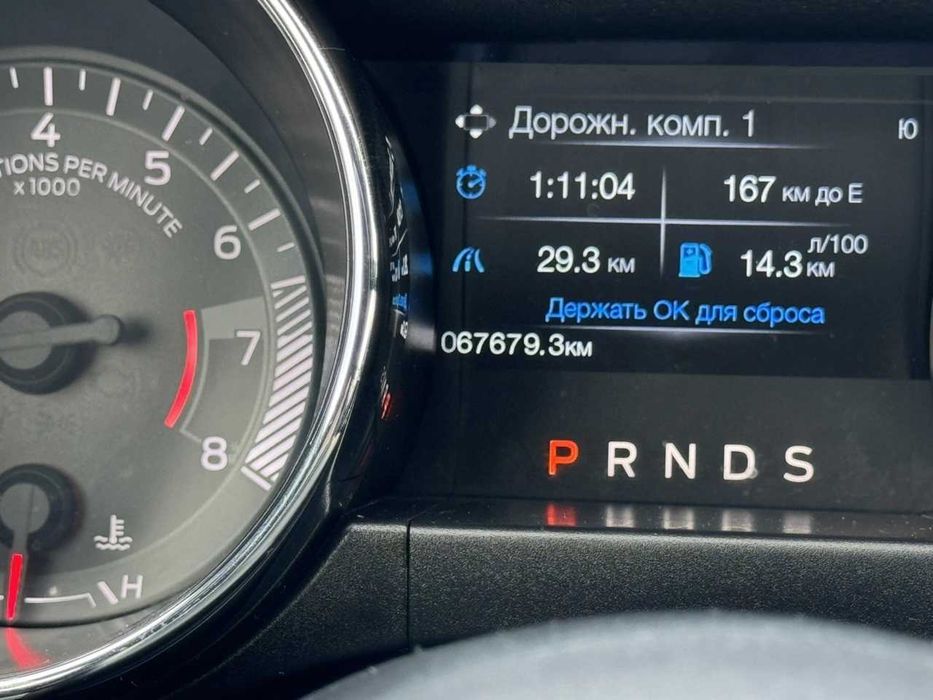 4
5
6
7
8
TIONS PER MINUTE
x1000
H
Дорожн. комп. 1
Ю
1:11:04
167 км до E
29.3 км
14.3 л/100 км
Держать OK для сброса
067679.3км
P R N D S